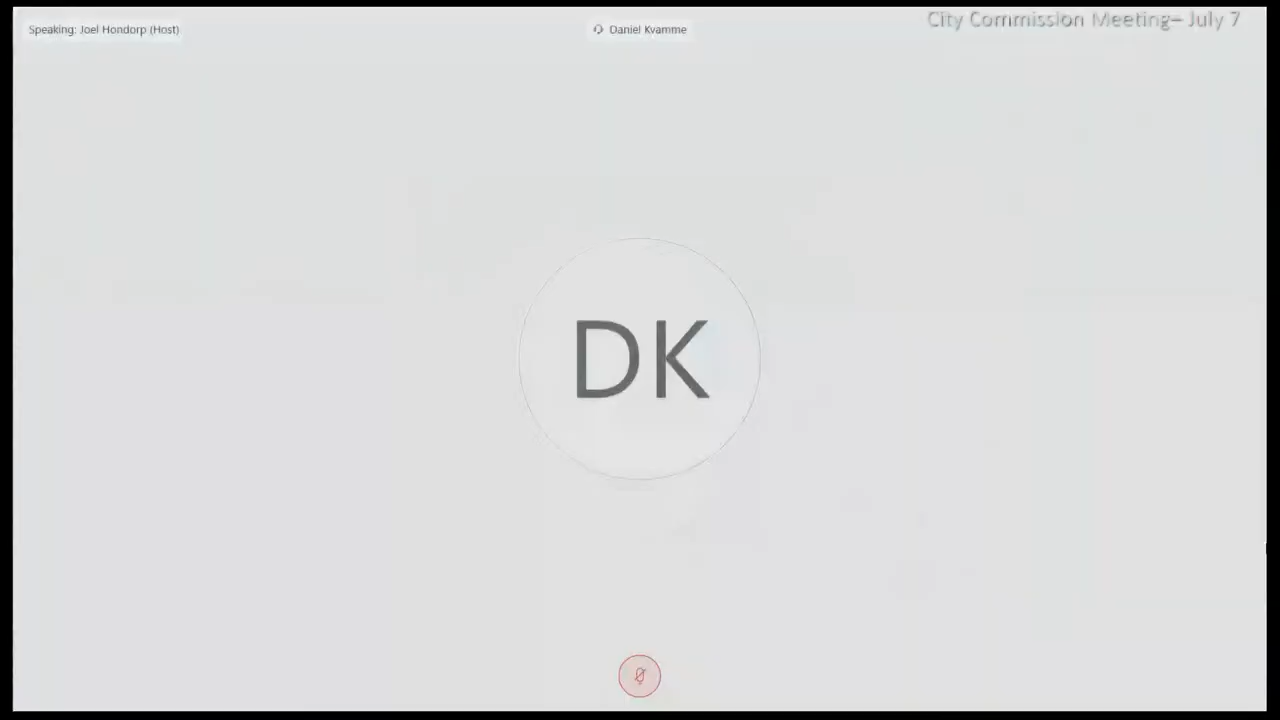 Speaking: Joel Hondorp (Host)
Daniel Kvamme
City Commission Meeting– July 7
DK